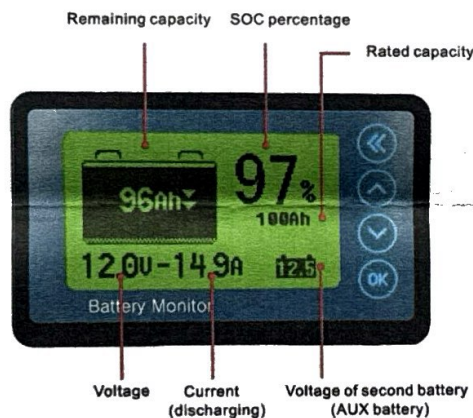 Remaining capacity
SOC percentage
Rated capacity
96Ah
97%
100Ah
12.0V-14.9A
12.5
OK
Battery Monitor
Voltage
Current
(discharging)
Voltage of second battery
(AUX battery)